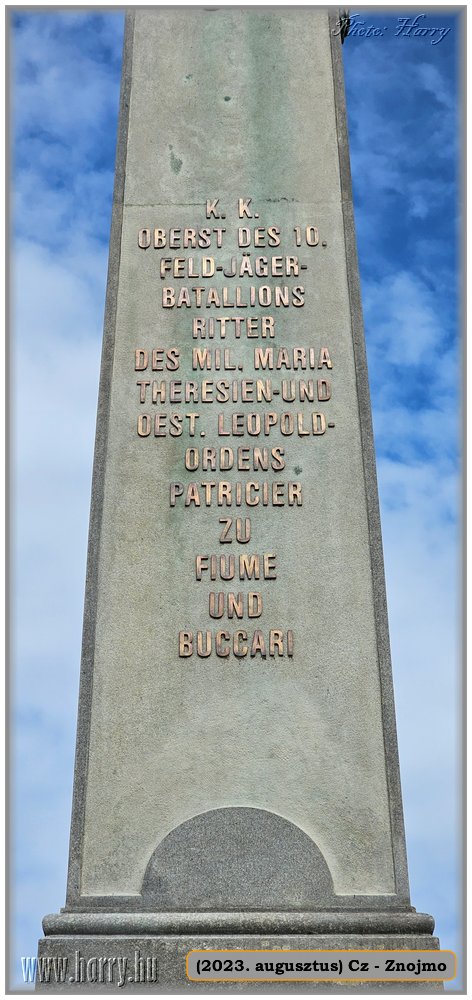 Photo: Harry
K. K.
OBERST DES 10.
FELD-JÄGER-
BATALLIONS
RITTER
DES MIL. MARIA
THERESIEN-UND
OEST. LEOPOLD-
ORDENS
PATRICIER
ZU
FIUME
UND
BUCCARI
www.harry.hu
(2023. augusztus) Cz - Znojmo